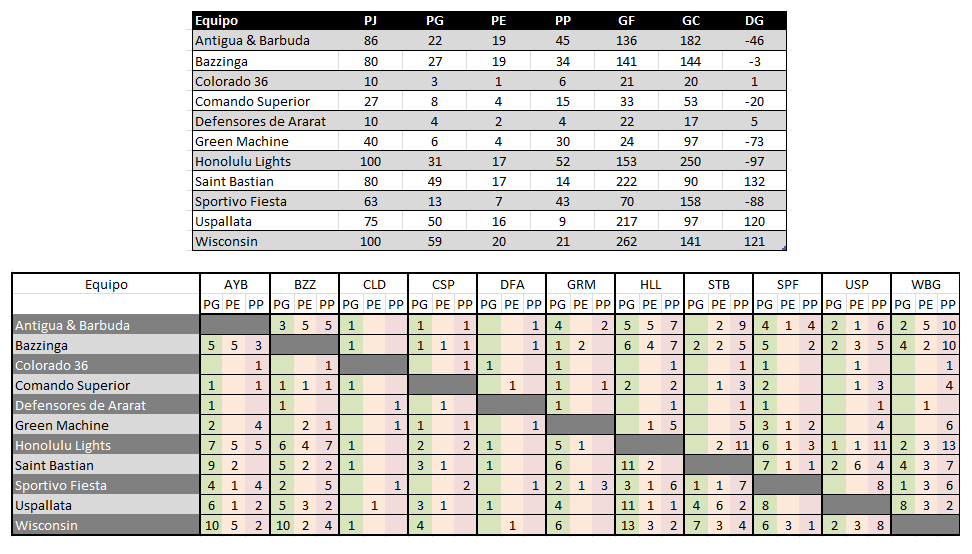 Equipo PJ PG PE PP GF GC DG
Antigua & Barbuda 86 22 19 45 136 182 -46
Bazzinga 80 27 19 34 141 144 -3
Colorado 36 10 3 1 6 21 20 1
Comando Superior 27 8 4 15 33 53 -20
Defensores de Ararat 10 4 2 4 22 17 5
Green Machine 40 6 4 30 24 97 -73
Honolulu Lights 100 31 17 52 153 250 -97
Saint Bastian 80 49 17 14 222 90 132
Sportivo Fiesta 63 13 7 43 70 158 -88
Uspallata 75 50 16 9 217 97 120
Wisconsin 100 59 20 21 262 141 121
Equipo AYB BZZ CLD CSP DFA GRM HLL STB SPF USP WBG
PG PE PP PG PE PP PG PE PP PG PE PP PG PE PP PG PE PP PG PE PP PG PE PP PG PE PP PG PE PP PG PE PP
Antigua & Barbuda 3 5 5 1 1 1 1 4 2 5 5 7 2 9 4 1 4 2 1 6 2 5 10
Bazzinga 5 5 3 1 1 1 1 1 1 2 6 4 7 2 2 5 5 2 2 3 5 4 2 10
Colorado 36 1 1 1 1 1 1 1 1 1 1
Comando Superior 1 1 1 1 1 1 1 1 1 2 2 1 3 2 1 3 4
Defensores de Ararat 1 1 1 1 1 1 1 1 1 1
Green Machine 2 4 2 1 1 1 1 1 1 5 5 3 1 2 4 6
Honolulu Lights 7 5 5 6 4 7 1 2 2 1 5 1 2 11 6 1 3 1 1 11 2 3 13
Saint Bastian 9 2 5 2 2 1 3 1 1 6 11 2 7 1 1 2 6 4 4 3 7
Sportivo Fiesta 4 1 4 2 5 1 2 1 2 1 3 3 1 6 1 1 7 8 1 3 6
Uspallata 6 1 2 5 3 2 1 3 1 1 4 11 1 1 4 6 2 8 8 3 2
Wisconsin 10 5 2 10 2 4 1 4 1 6 13 3 2 7 3 4 6 3 1 2 3 8